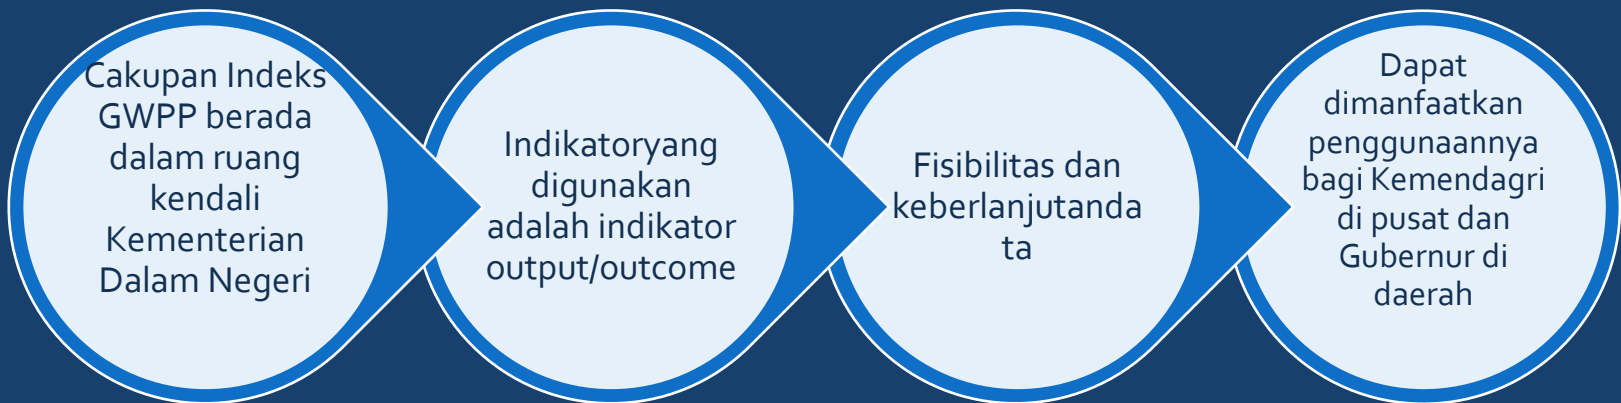 Cakupan Indeks
GWPP berada
dalam ruang
kendali
Kementerian
Dalam Negeri
Indikatoryang
digunakan
adalah indikator
output/outcome
Fisibilitas dan
keberlanjutanda
ta
Dapat
dimanfaatkan
penggunaannya
bagi Kemendagri
di pusat dan
Gubernur di
daerah